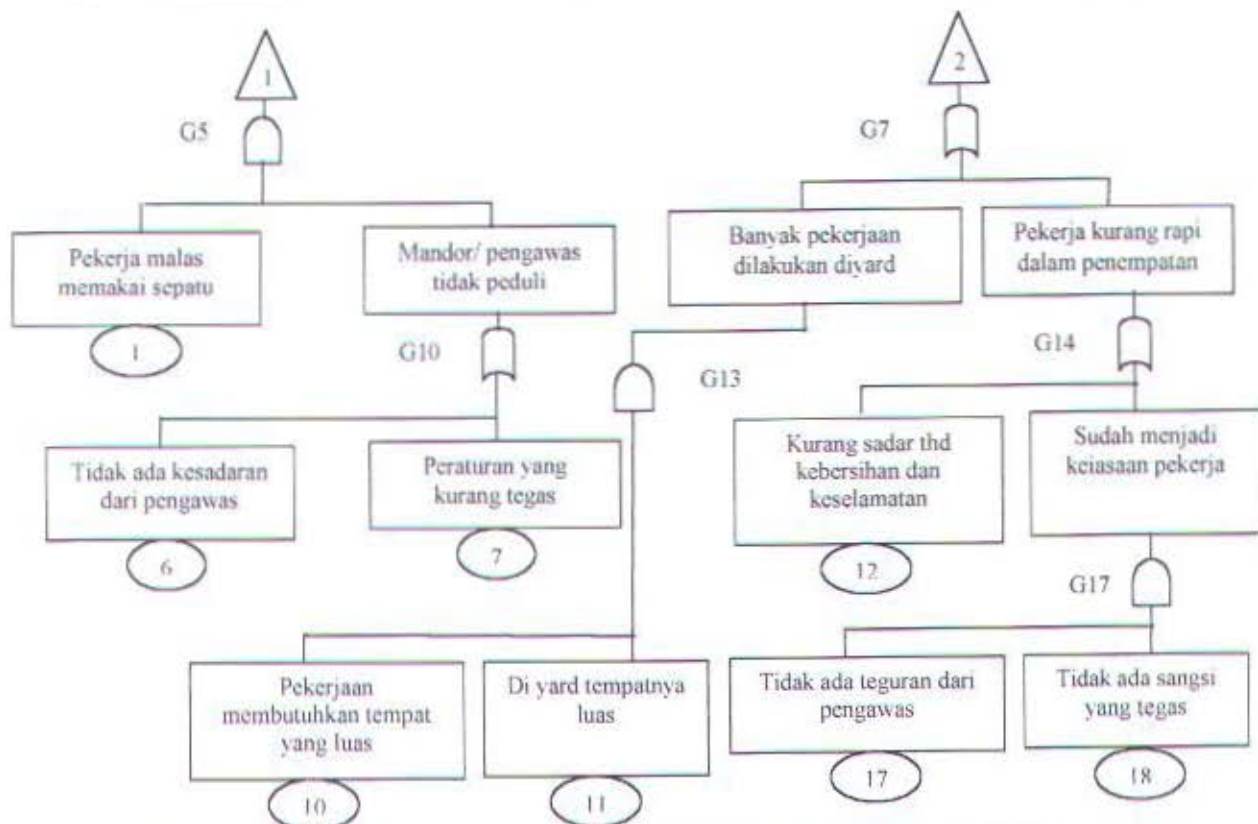 1
2
G5
G7
Pekerja malas
memakai sepatu
1
Mandor/ pengawas
tidak peduli
Banyak pekerjaan
dilakukan diyard
Pekerja kurang rapi
dalam penempatan
G10
G13
G14
Tidak ada kesadaran
dari pengawas
6
Peraturan yang
kurang tegas
7
Kurang sadar thd
kebersihan dan
keselamatan
12
Sudah menjadi
keiasaan pekerja
G17
Pekerjaan
membutuhkan tempat
yang luas
10
Di yard tempatnya
luas
11
Tidak ada teguran dari
pengawas
17
Tidak ada sangsi
yang tegas
18